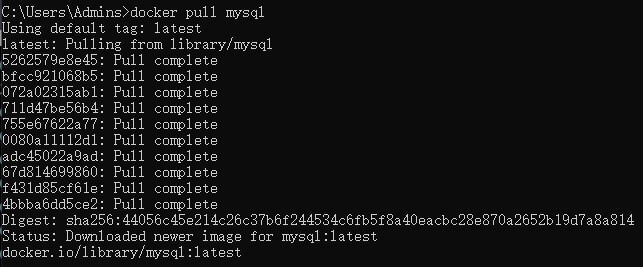 C:\Users\Admins>docker pull mysql
Using default tag: latest
latest: Pulling from library/mysql
5262579e8e45: Pull complete
bfcc921068b5: Pull complete
072a02315ab1: Pull complete
711d47be56b4: Pull complete
755e67622a77: Pull complete
0080a11112d1: Pull complete
adc45022a9ad: Pull complete
67d814699860: Pull complete
f431d85cf61e: Pull complete
4bbba6dd5ce2: Pull complete
Digest: sha256:44056c45e214c26c37b6f244534c6fb5f8a40eacbc28e870a2652b19d7a8a814
Status: Downloaded newer image for mysql:latest
docker.io/library/mysql:latest